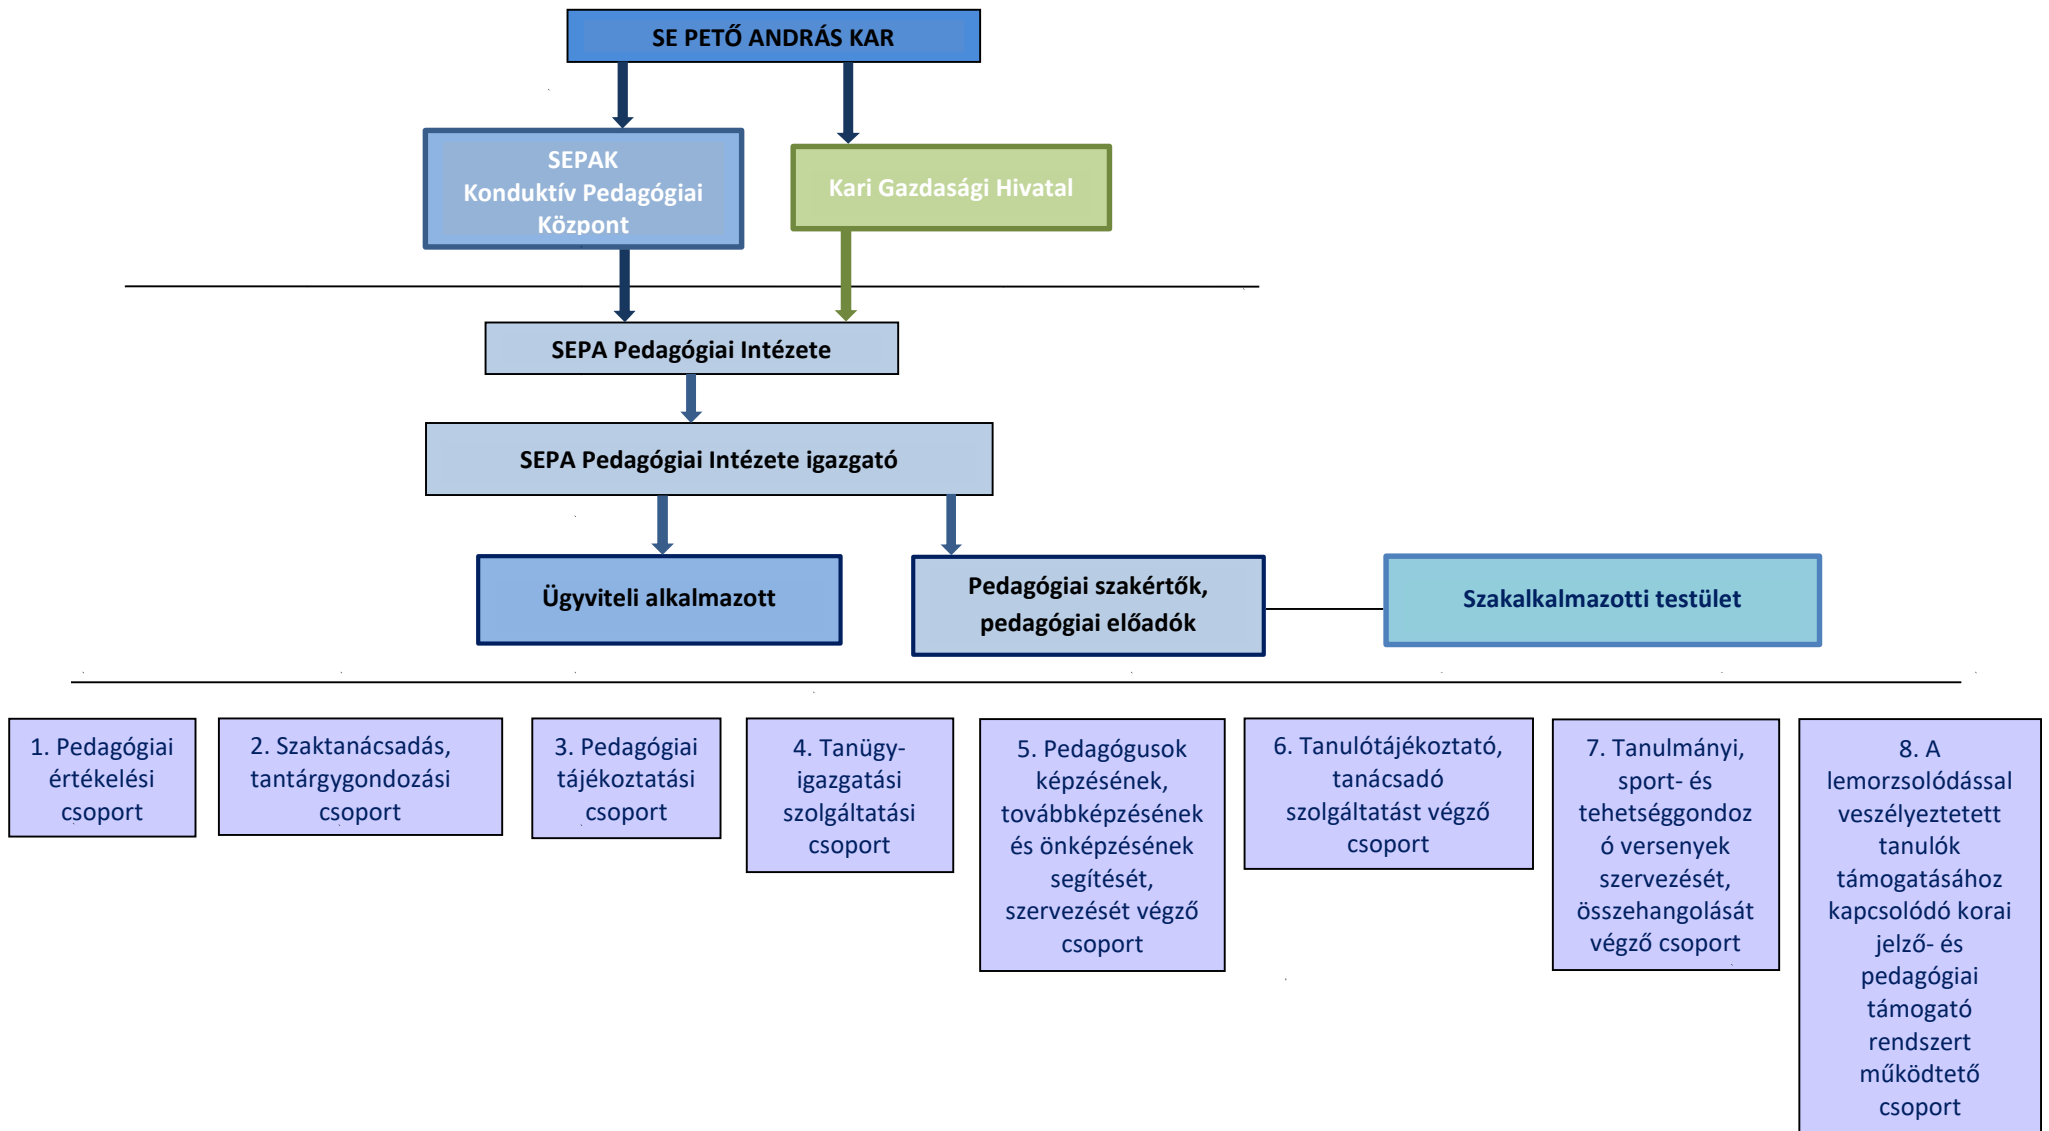 SE PETŐ ANDRÁS KAR
SEPAK
Konduktív Pedagógiai
Központ
Kari Gazdasági Hivatal
SEPA Pedagógiai Intézete
SEPA Pedagógiai Intézete igazgató
Ügyviteli alkalmazott
Pedagógiai szakértők,
pedagógiai előadók
Szakalkalmazotti testület
1. Pedagógiai
értékelési
csoport
2. Szaktanácsadás,
tantárgygondozási
csoport
3. Pedagógiai
tájékoztatási
csoport
4. Tanügy-
igazgatási
szolgáltatási
csoport
5. Pedagógusok
képzésének,
továbbképzésének
és önképzésének
segítését,
szervezését végző
csoport
6. Tanulótájékoztató,
tanácsadó
szolgáltatást végző
csoport
7. Tanulmányi,
sport- és
tehetséggondoz
ó versenyek
szervezését,
összehangolását
végző csoport
8. A
lemorzsolódással
veszélyeztetett
tanulók
támogatásához
kapcsolódó korai
jelző- és
pedagógiai
támogató
rendszert
működtető
csoport